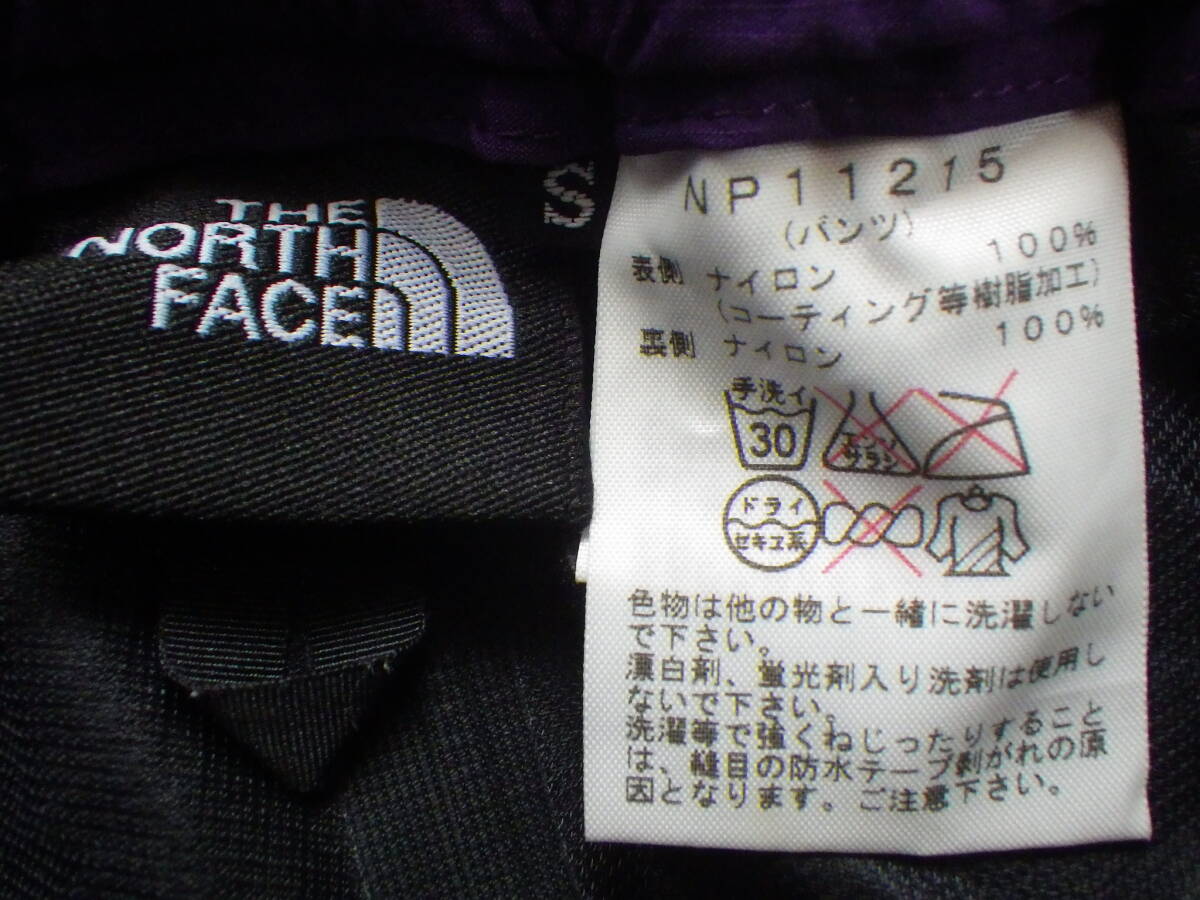 THE
NORTH
FACE
S
NP11215
(パンツ)
表側 ナイロン 100%
(コーティング等樹脂加工)
裏側 ナイロン 100%
手洗イ
30
エンソ
サラシ
ドライ
セキユ系
色物は他の物と一緒に洗濯しない
で下さい。
漂白剤、蛍光剤入り洗剤は使用し
ないで下さい。
洗濯等で強くねじったりすること
は、縫目の防水テープ剥がれの原
因となります。ご注意下さい。